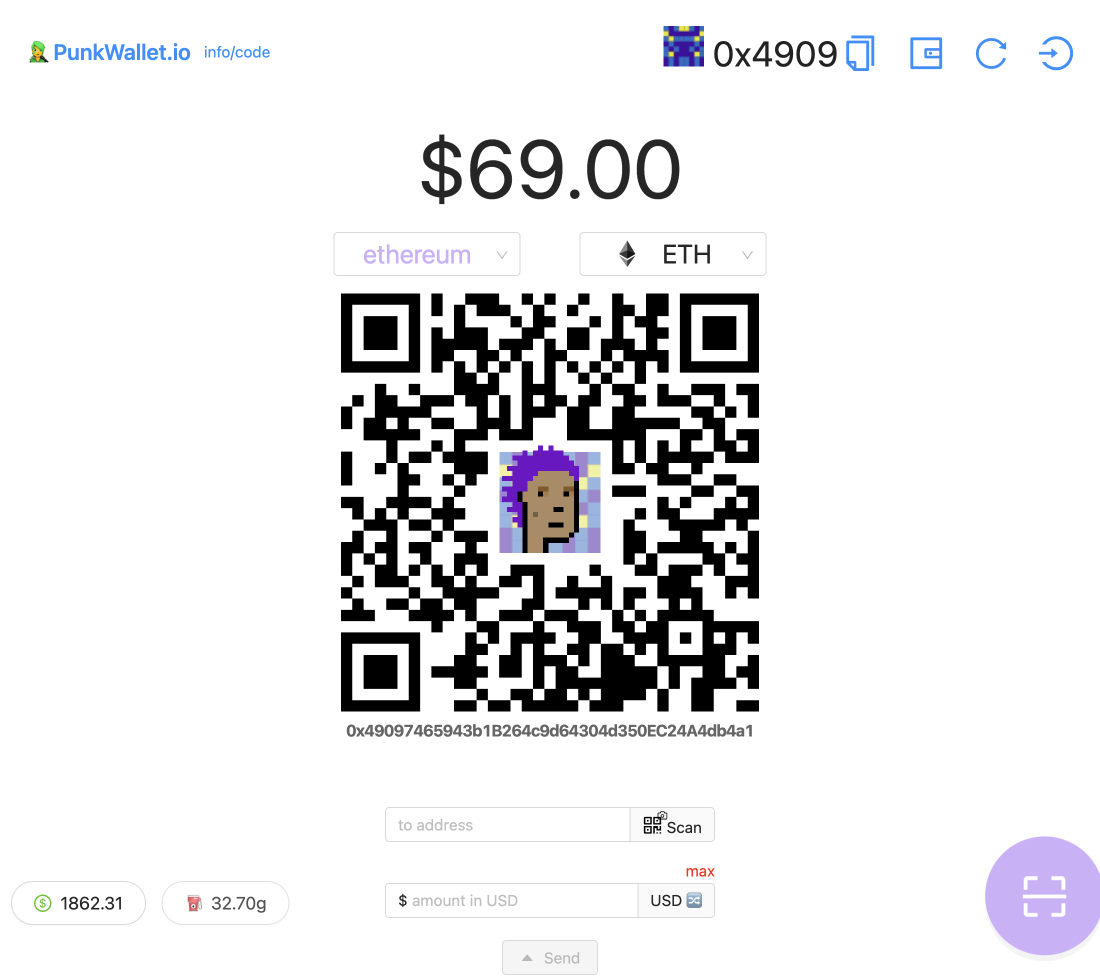 PunkWallet.io info/code
0x4909
$69.00
ethereum
ETH
0x49097465943b1B264c9d64304d350EC24A4db4a1
to address
Scan
max
$ amount in USD
USD
1862.31
32.70g
Send